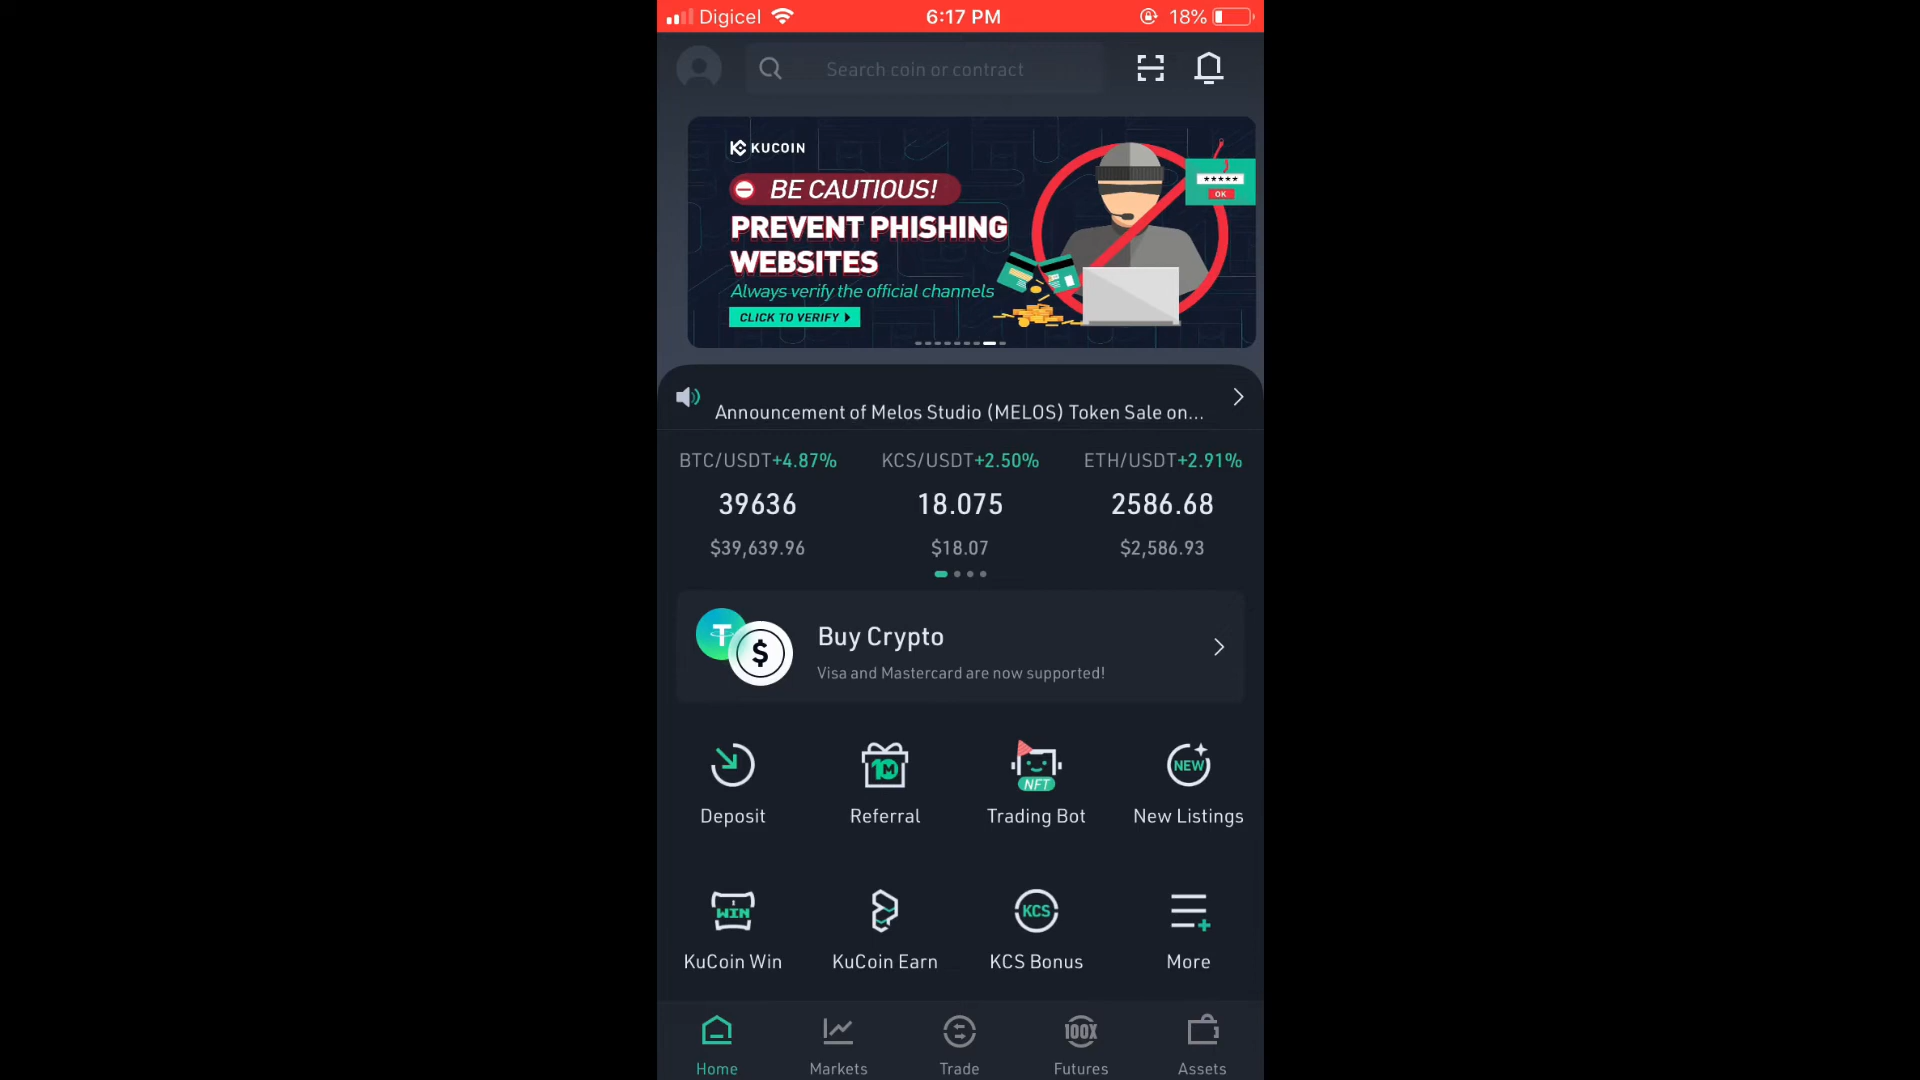 Digicel 6:17 PM 18%
Search coin or contract
KUCOIN
BE CAUTIOUS!
PREVENT PHISHING
WEBSITES
Always verify the official channels
CLICK TO VERIFY
*****
OK
Announcement of Melos Studio (MELOS) Token Sale on...
BTC/USDT+4.87% KCS/USDT+2.50% ETH/USDT+2.91%
39636 18.075 2586.68
$39,639.96 $18.07 $2,586.93
T $
Buy Crypto
Visa and Mastercard are now supported!
10M NFT NEW
Deposit Referral Trading Bot New Listings
WIN KCS
KuCoin Win KuCoin Earn KCS Bonus More
100X
Home Markets Trade Futures Assets